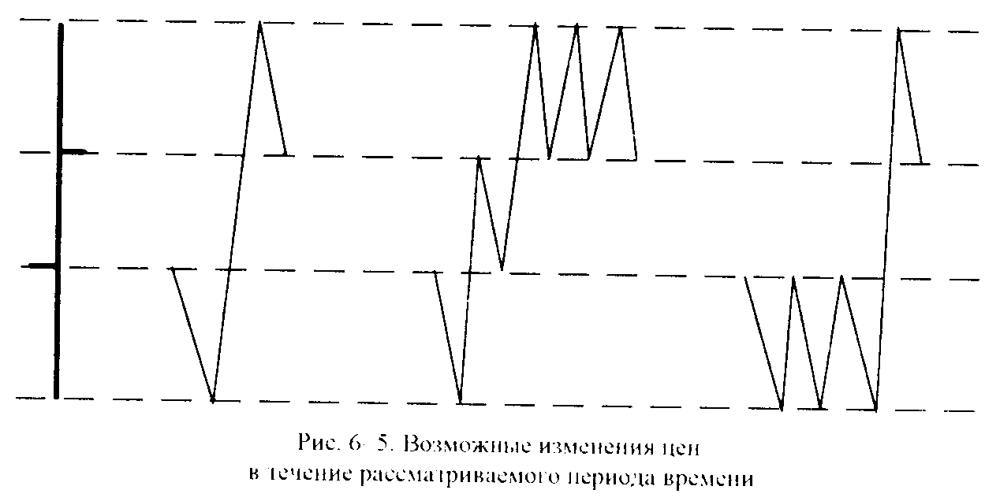 Рис. 6-5. Возможные изменения цен
в течение рассматриваемого периода времени